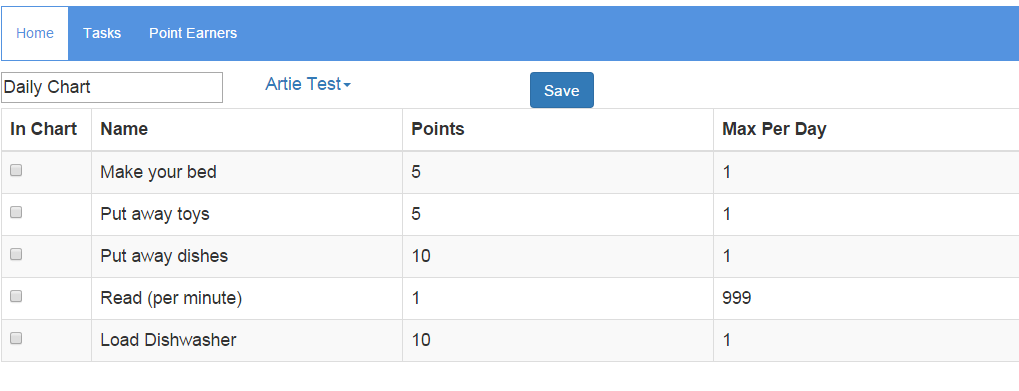 Home Tasks Point Earners
Daily Chart Artie Test Save
In Chart Name Points Max Per Day
Make your bed 5 1
Put away toys 5 1
Put away dishes 10 1
Read (per minute) 1 999
Load Dishwasher 10 1